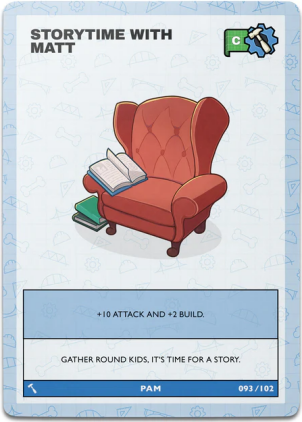 STORYTIME WITH
MATT
C
+10 ATTACK AND +2 BUILD.
GATHER ROUND KIDS, IT'S TIME FOR A STORY.
PAM
093/102